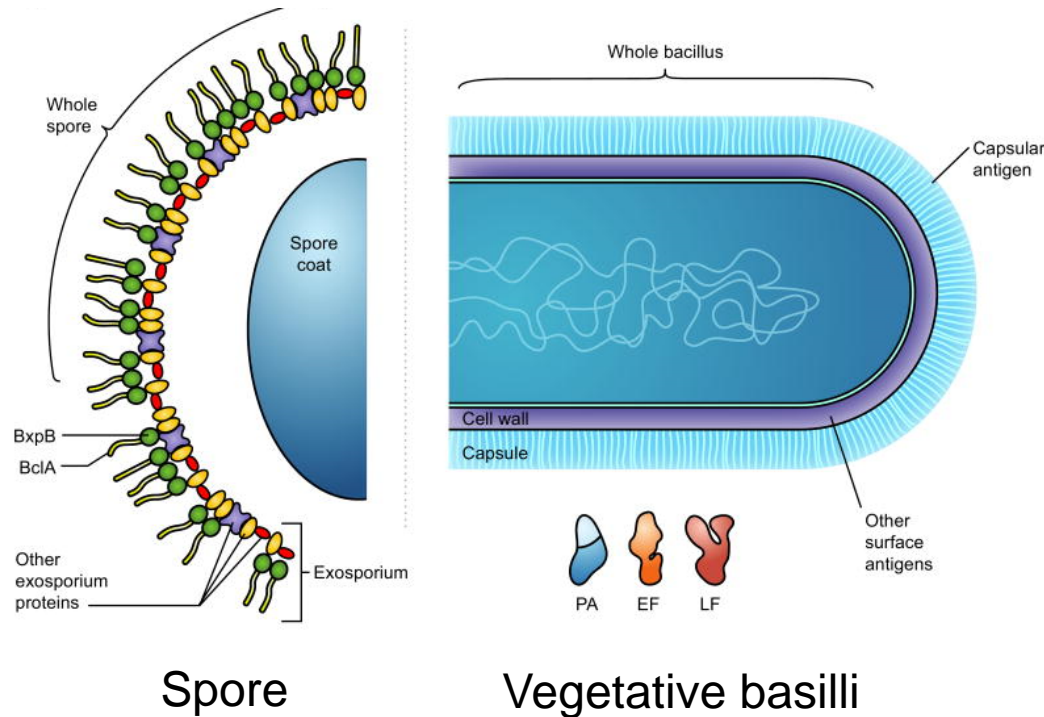 Whole
spore
Spore
coat
BxpB
BclA
Other
exosporium
proteins
Exosporium
Spore
Whole bacillus
Capsular
antigen
Cell wall
Capsule
Other
surface
antigens
PA
EF
LF
Vegetative basilli